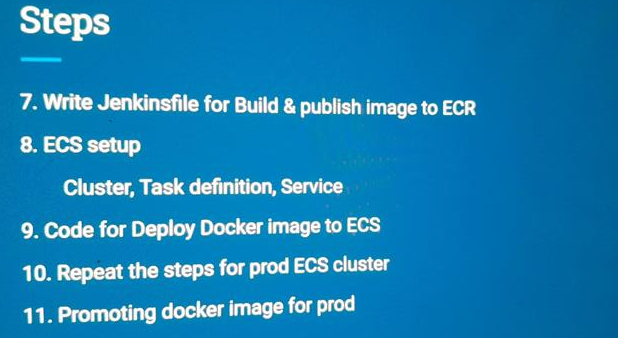 Steps
7. Write Jenkinsfile for Build & publish image to ECR
8. ECS setup
Cluster, Task definition, Service
9. Code for Deploy Docker image to ECS
10. Repeat the steps for prod ECS cluster
11. Promoting docker image for prod